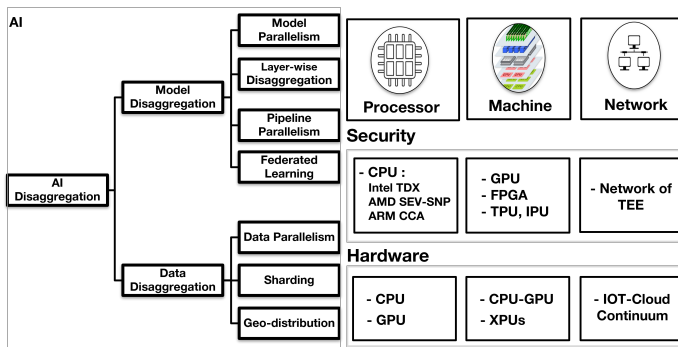 AI
AI
Disaggregation
Model
Disaggregation
Model
Parallelism
Layer-wise
Disaggregation
Pipeline
Parallelism
Federated
Learning
Data
Disaggregation
Data Parallelism
Sharding
Geo-distribution
Processor
Machine
Network
Security
- CPU :
Intel TDX
AMD SEV-SNP
ARM CCA
- GPU
- FPGA
- TPU, IPU
- Network of
TEE
Hardware
- CPU
- GPU
- CPU-GPU
- XPUs
- IOT-Cloud
Continuum